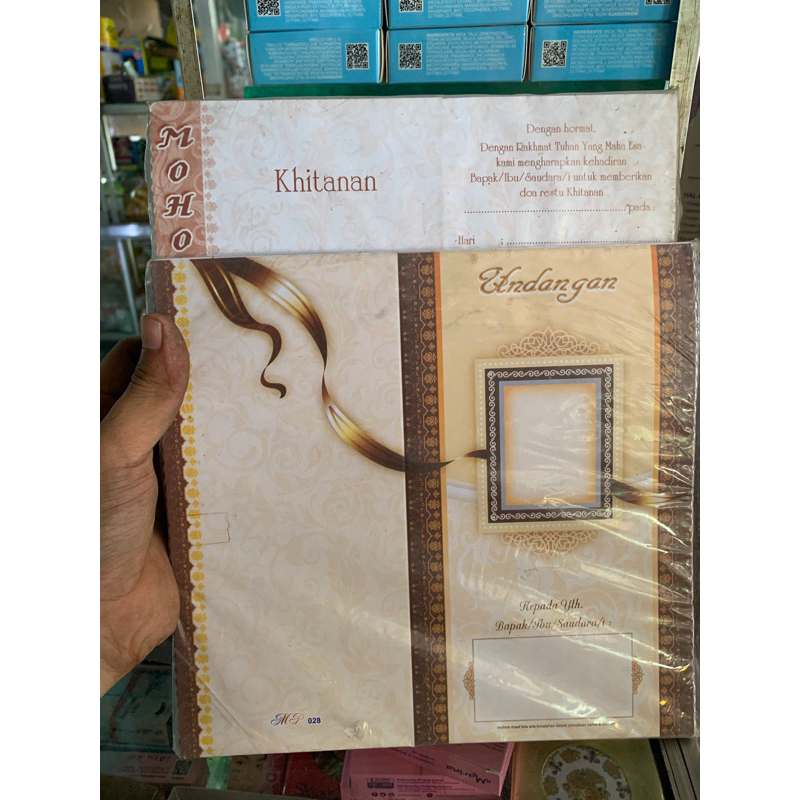 MOHO
Khitanan
Dengan hormat,
Dengan Rakhmat Tuhan Yang Maha Esa
kami mengharapkan kehadiran
Bapak/Ibu/Saudara/i untuk memberikan
doa restu Khitanan
pada :
Hari :
Undangan
Kepada Yth.
Bapak/Ibu/Saudara/i :
MP 028
Marina